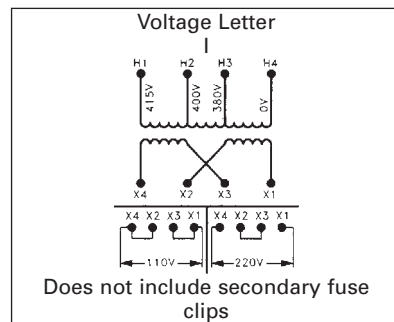 Voltage Letter
I
H1 H2 H3 H4
415V 400V 380V 0V
X4 X2 X3 X1
X4 X2 X3 X1 X4 X2 X3 X1
110V 220V
Does not include secondary fuse
clips